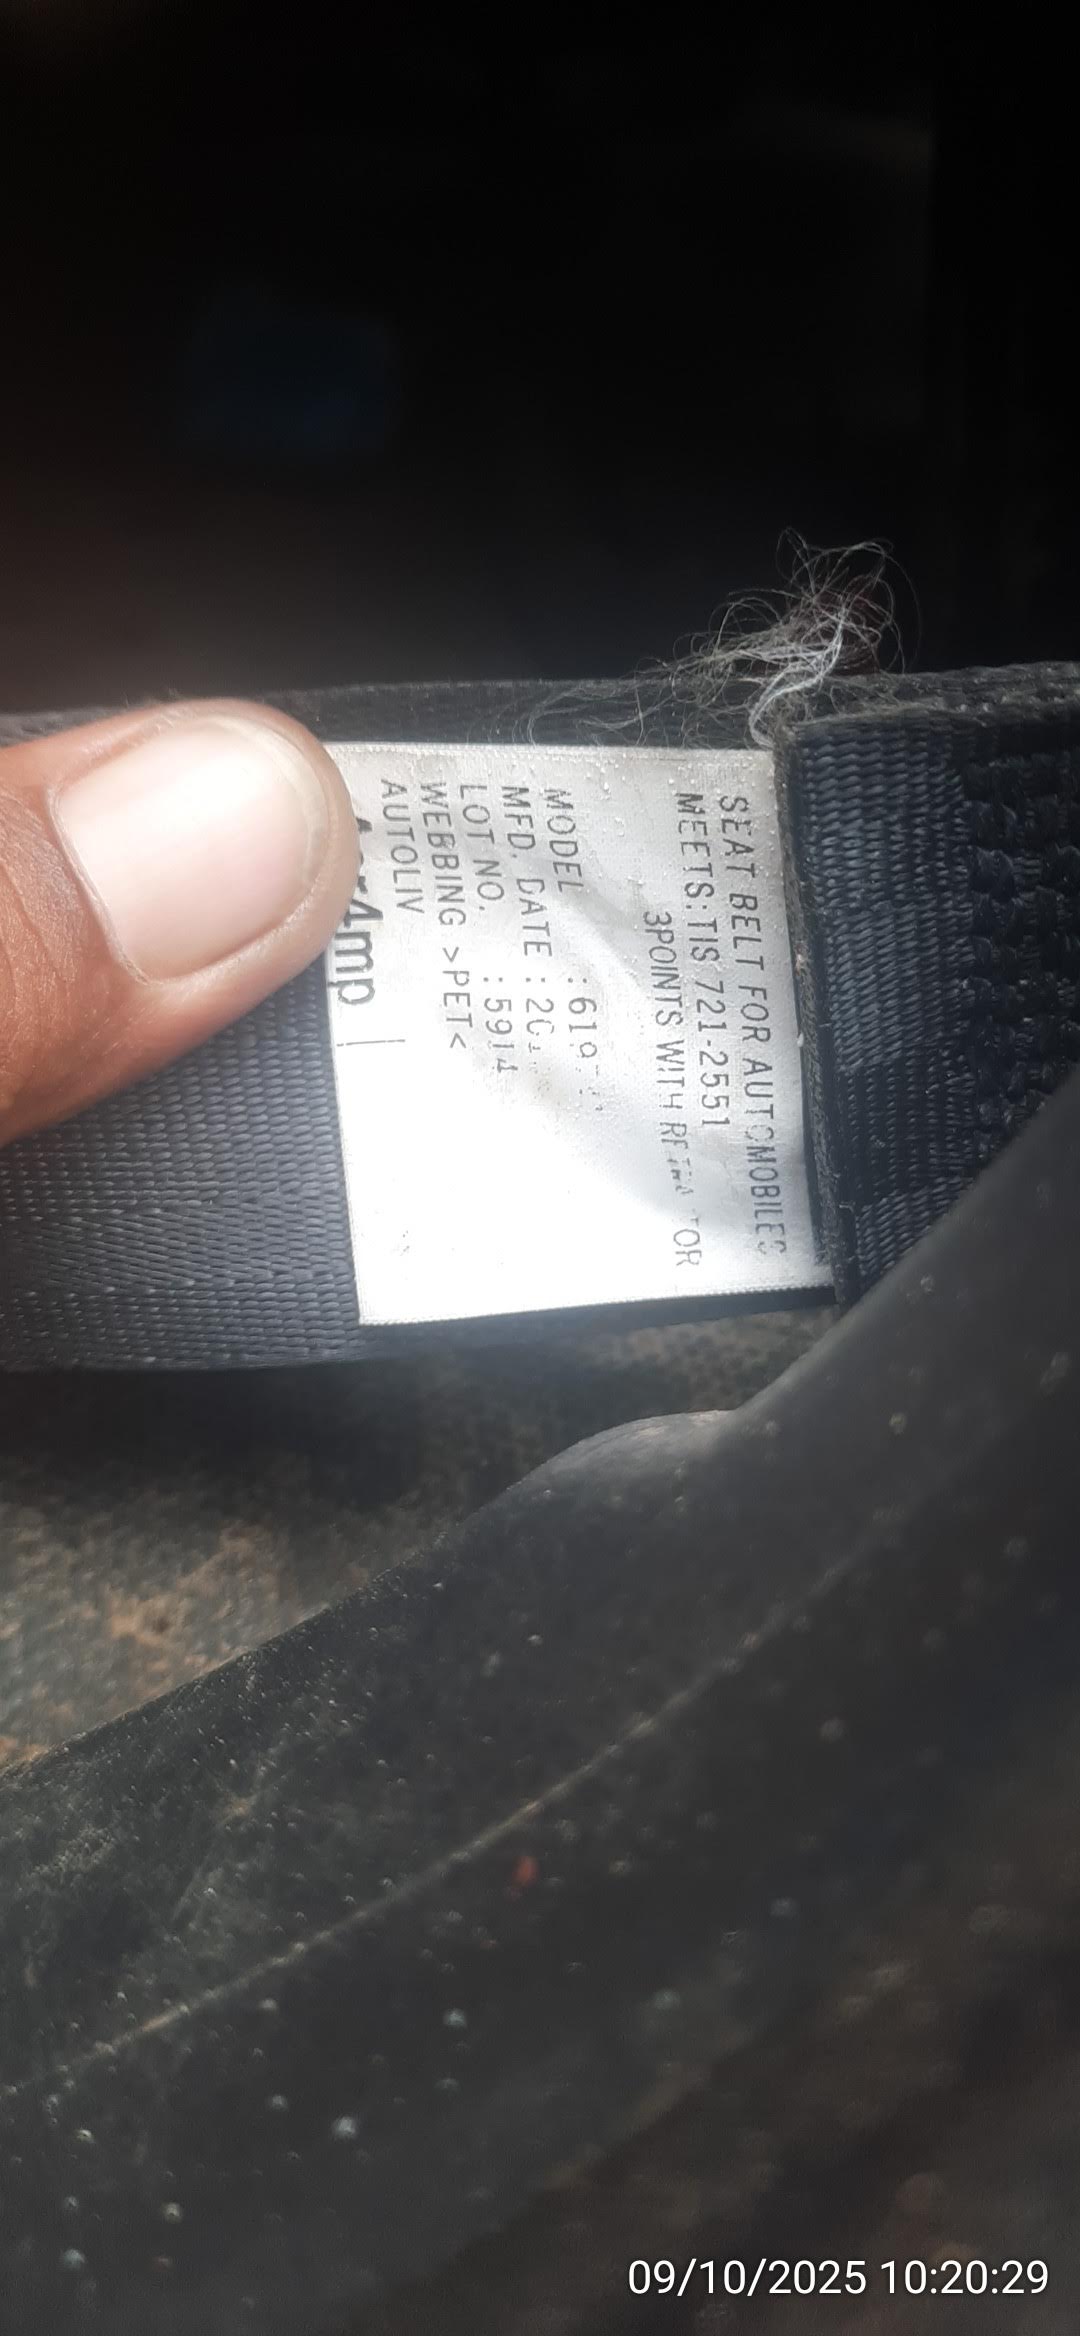 SEAT BELT FOR AUTOMOBILES
MEETS:TIS 721-2551
3POINTS WITH
MODEL
MFD. DATE :
LOT NO. : 5914
WEBBING >PET<
AUTOLIV
09/10/2025 10:20:29